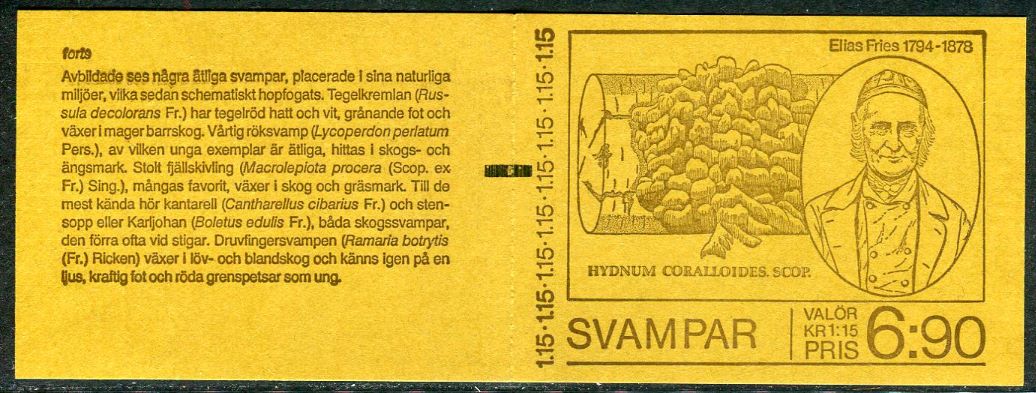 forts
Avbildade ses några ätliga svampar, placerade i sina naturliga
miljöer, vilka sedan schematiskt hopfogats. Tegelkremlan (Rus-
sula decolorans Fr.) har tegelröd hatt och vit, grånande fot och
växer i mager barrskog. Vårtig röksvamp (Lycoperdon perlatum
Pers.), av vilken unga exemplar är ätliga, hittas i skogs- och
ängsmark. Stolt fjällskivling (Macrolepiota procera (Scop. ex
Fr.) Sing.), mångas favorit, växer i skog och gräsmark. Till de
mest kända hör kantarell (Cantharellus cibarius Fr.) och sten-
sopp eller Karljohan (Boletus edulis Fr.), båda skogssvampar,
den förra ofta vid stigar. Druvfingersvampen (Ramaria botrytis
(Fr.) Ricken) växer i löv- och blandskog och känns igen på en
ljus, kraftig fot och röda grenspetsar som ung.
1.15·1.15·1.15·1.15·1.15·1.15·1.15
Elias Fries 1794-1878
HYDNUM CORALLOIDES. SCOP.
SVAMPAR
VALÖR
KR 1:15
PRIS
6:90